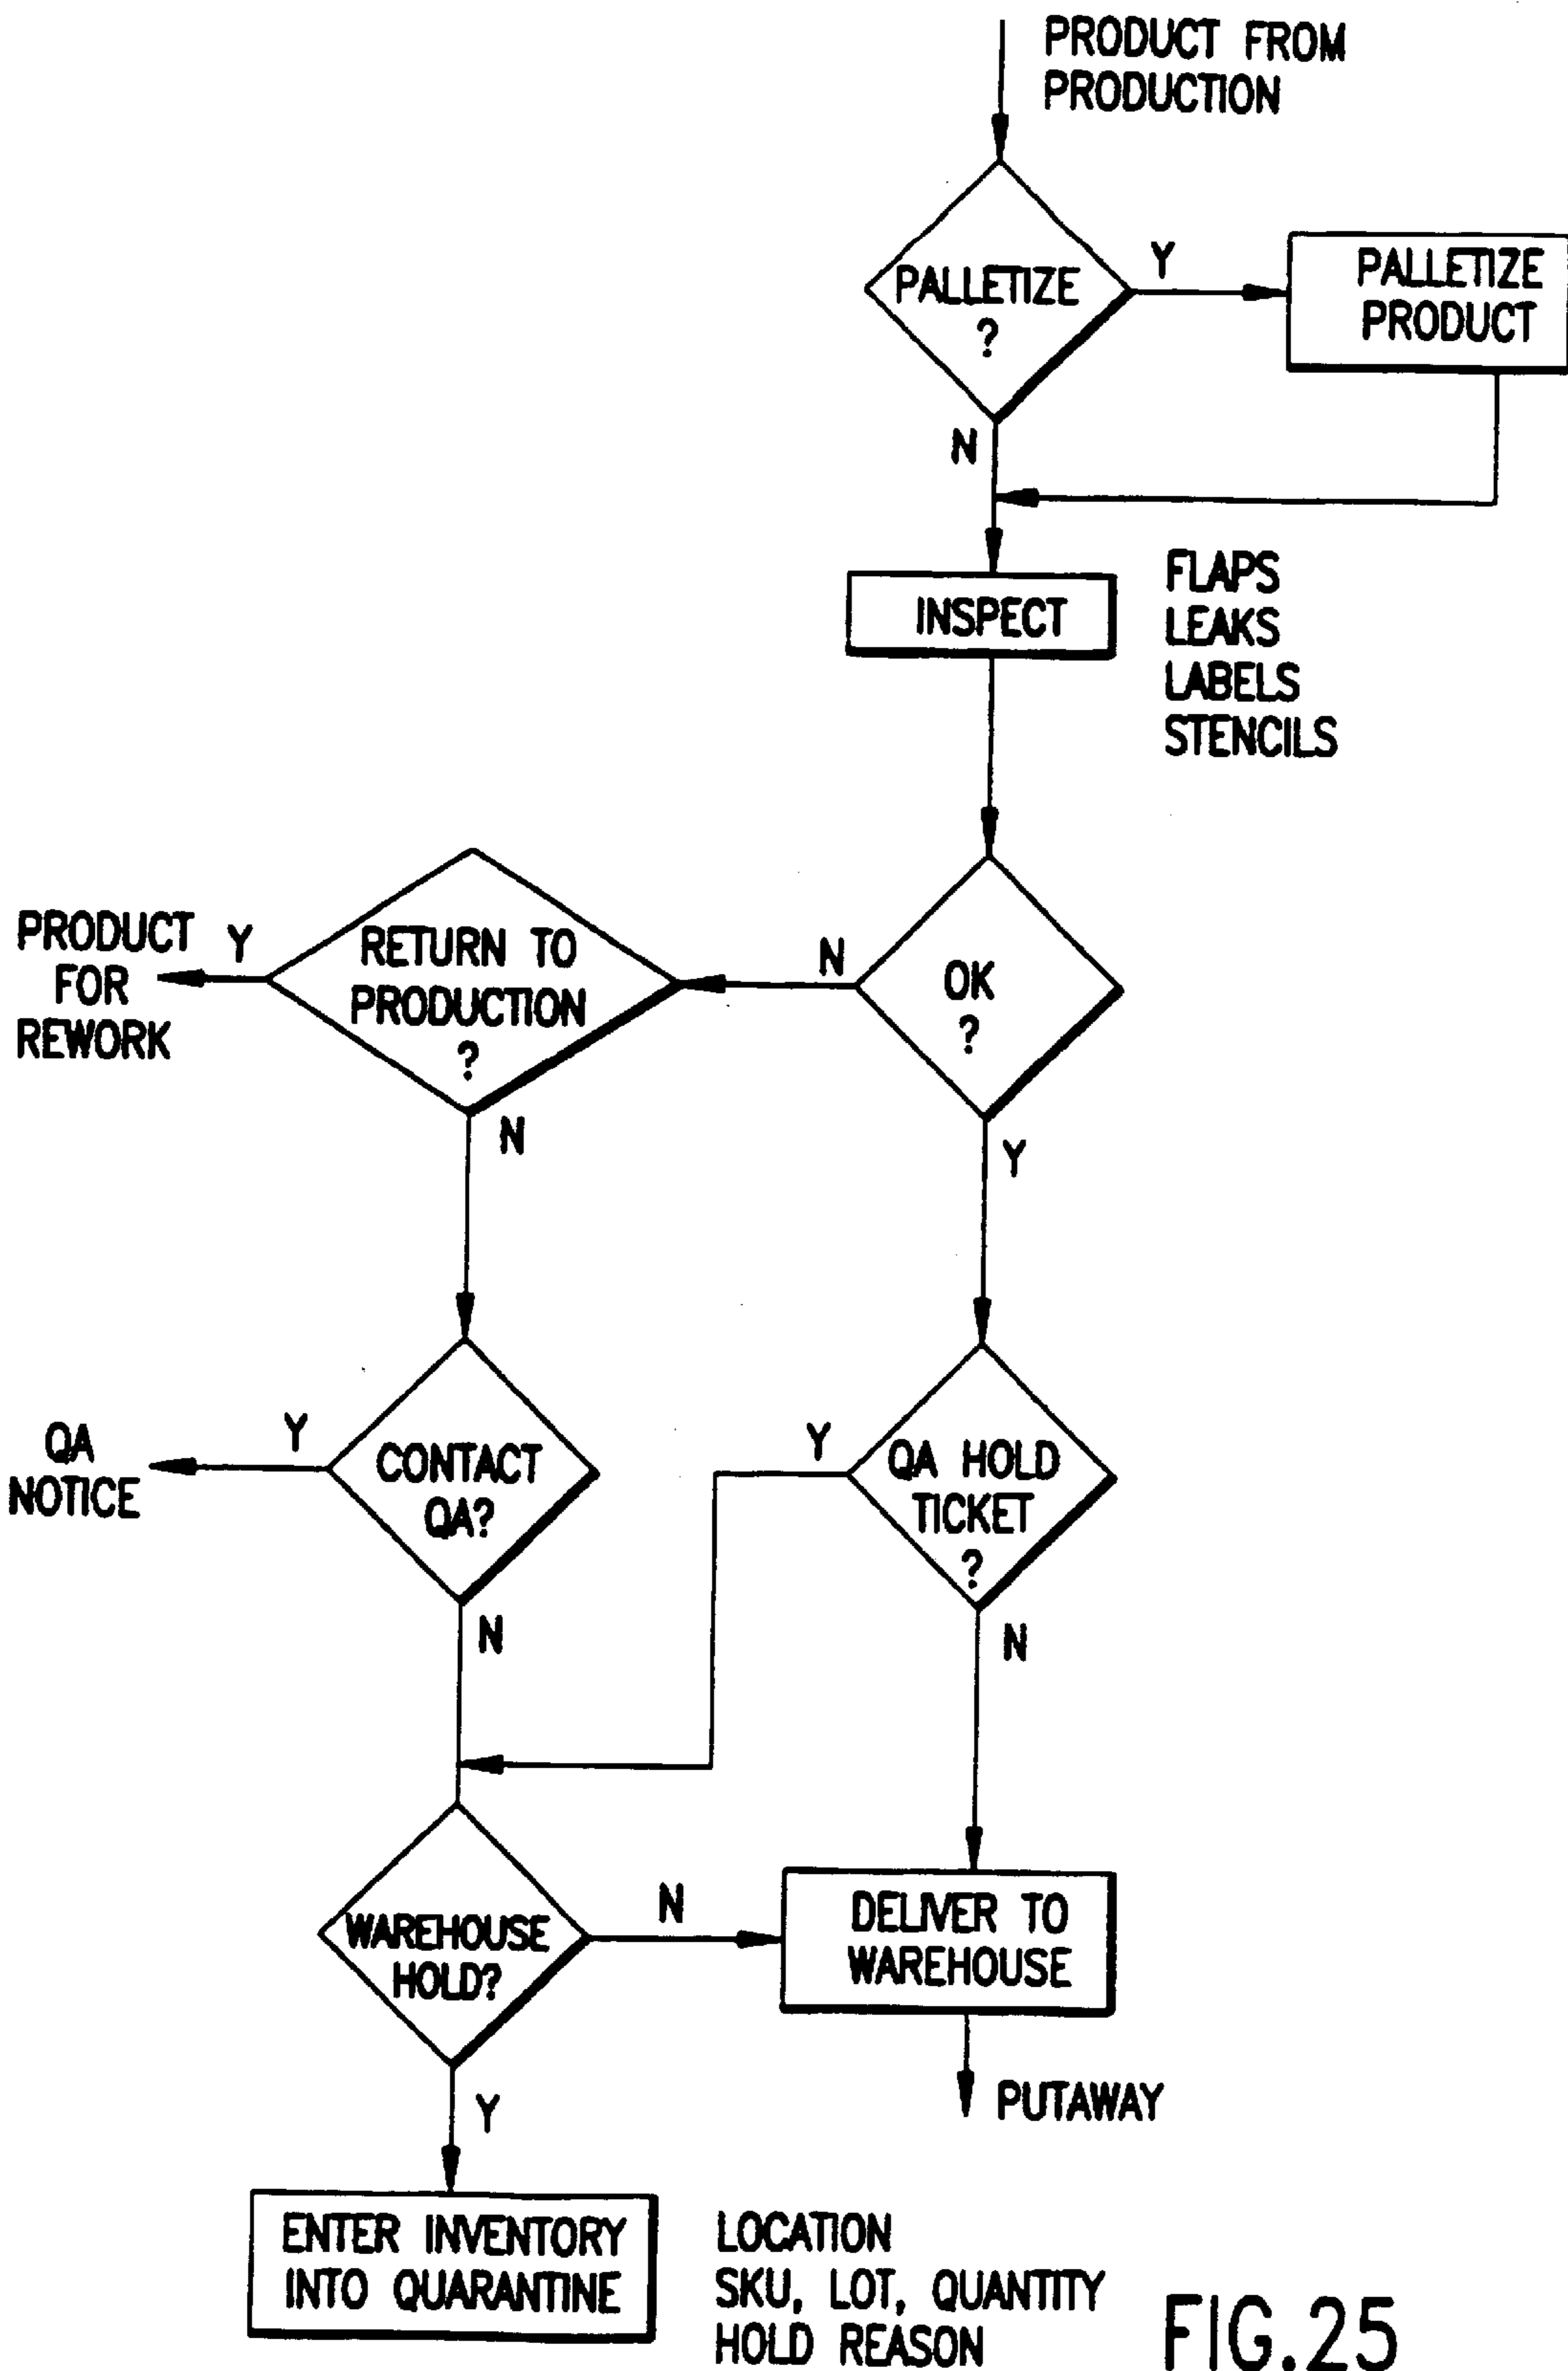 PRODUCT FROM
PRODUCTION
PALLETIZE
?
Y
PALLETIZE
PRODUCT
N
INSPECT
FLAPS
LEAKS
LABELS
STENCILS
PRODUCT
FOR
REWORK
Y
RETURN TO
PRODUCTION
?
N
OK
?
N
Y
QA
NOTICE
Y
CONTACT
QA?
Y
QA HOLD
TICKET
?
N
N
WAREHOUSE
HOLD?
N
DELIVER TO
WAREHOUSE
Y
PUTAWAY
ENTER INVENTORY
INTO QUARANTINE
LOCATION
SKU, LOT, QUANTITY
HOLD REASON
FIG.25